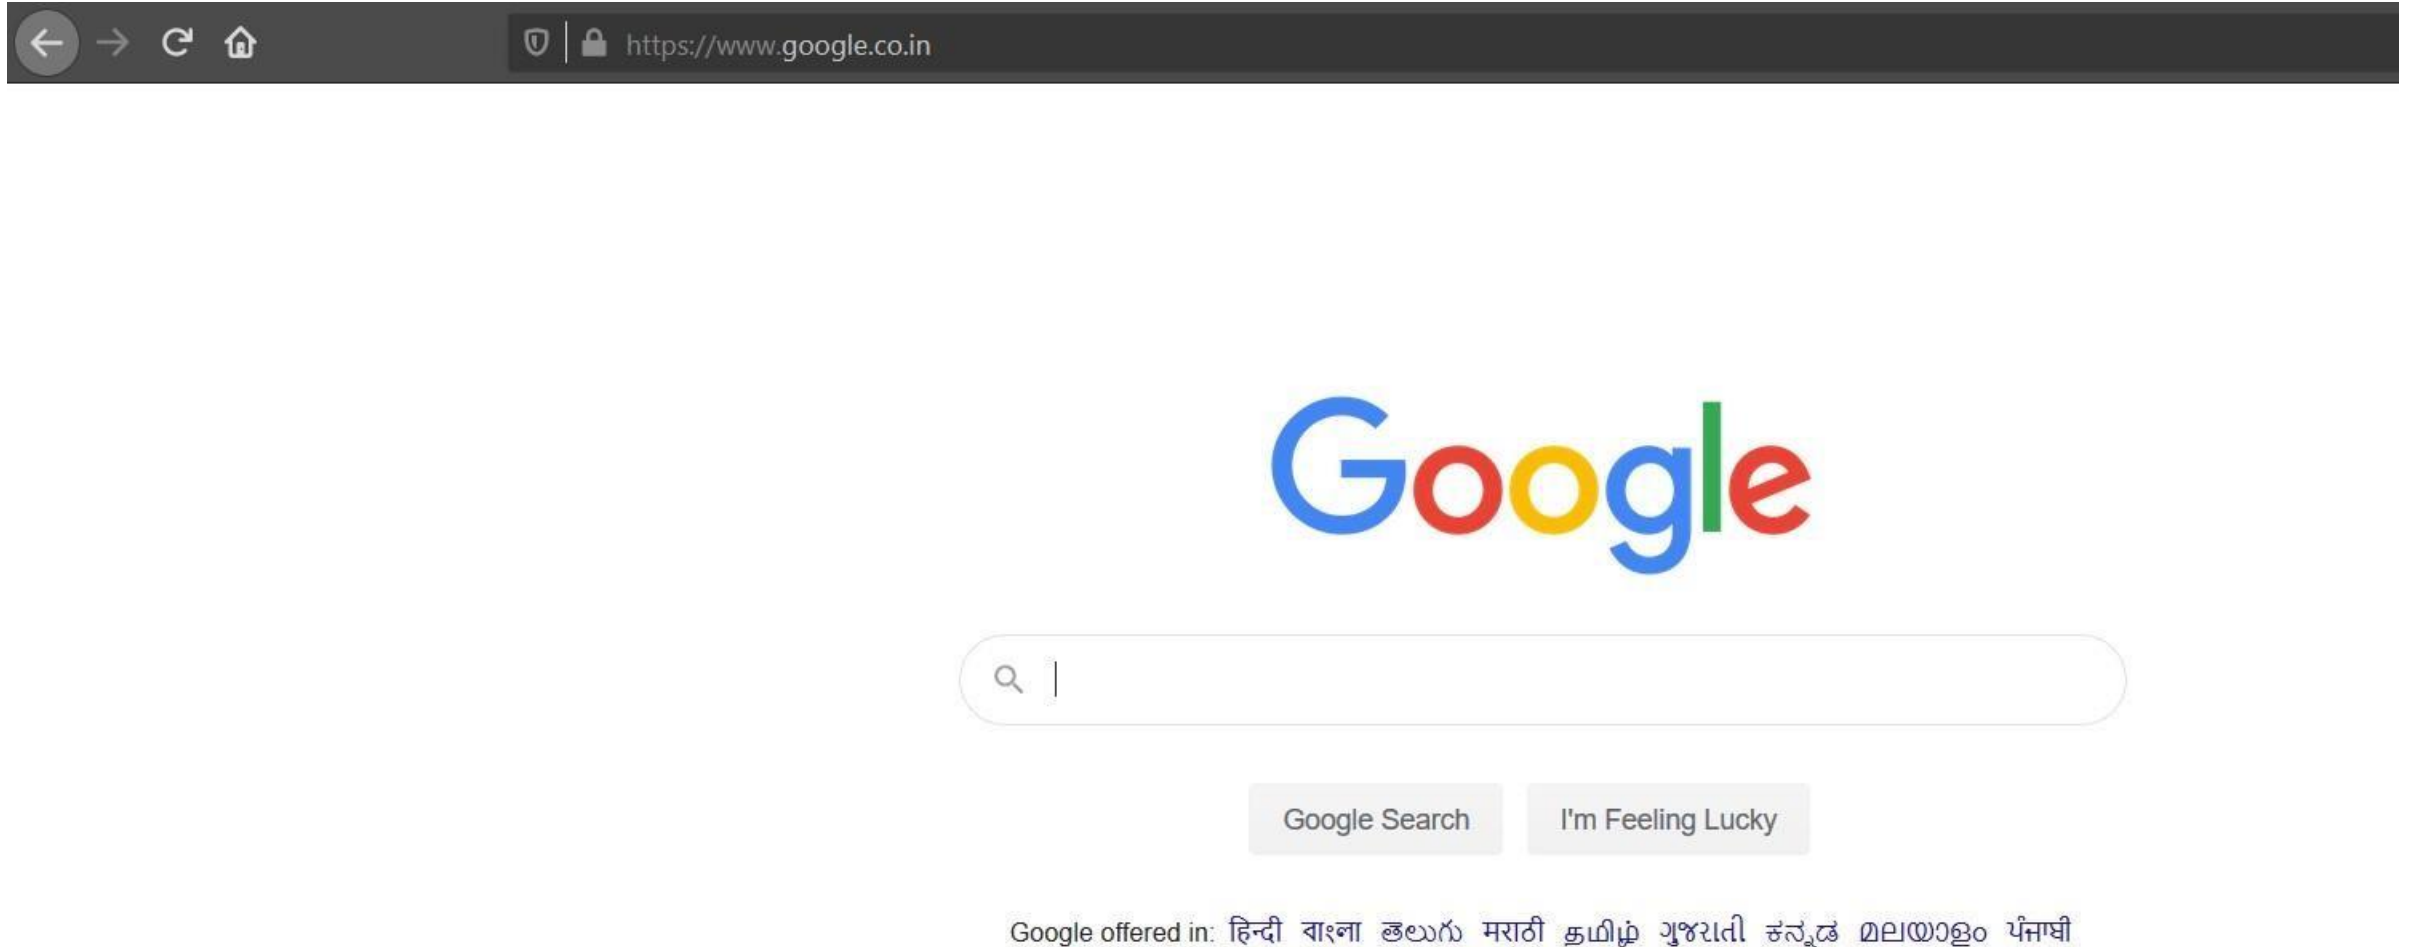 https://www.google.co.in
Google
Google Search I'm Feeling Lucky
Google offered in: हिन्दी বাংলা తెలుగు मराठी தமிழ் ગુજરાતી ಕನ್ನಡ മലയാളം ਪੰਜਾਬੀ